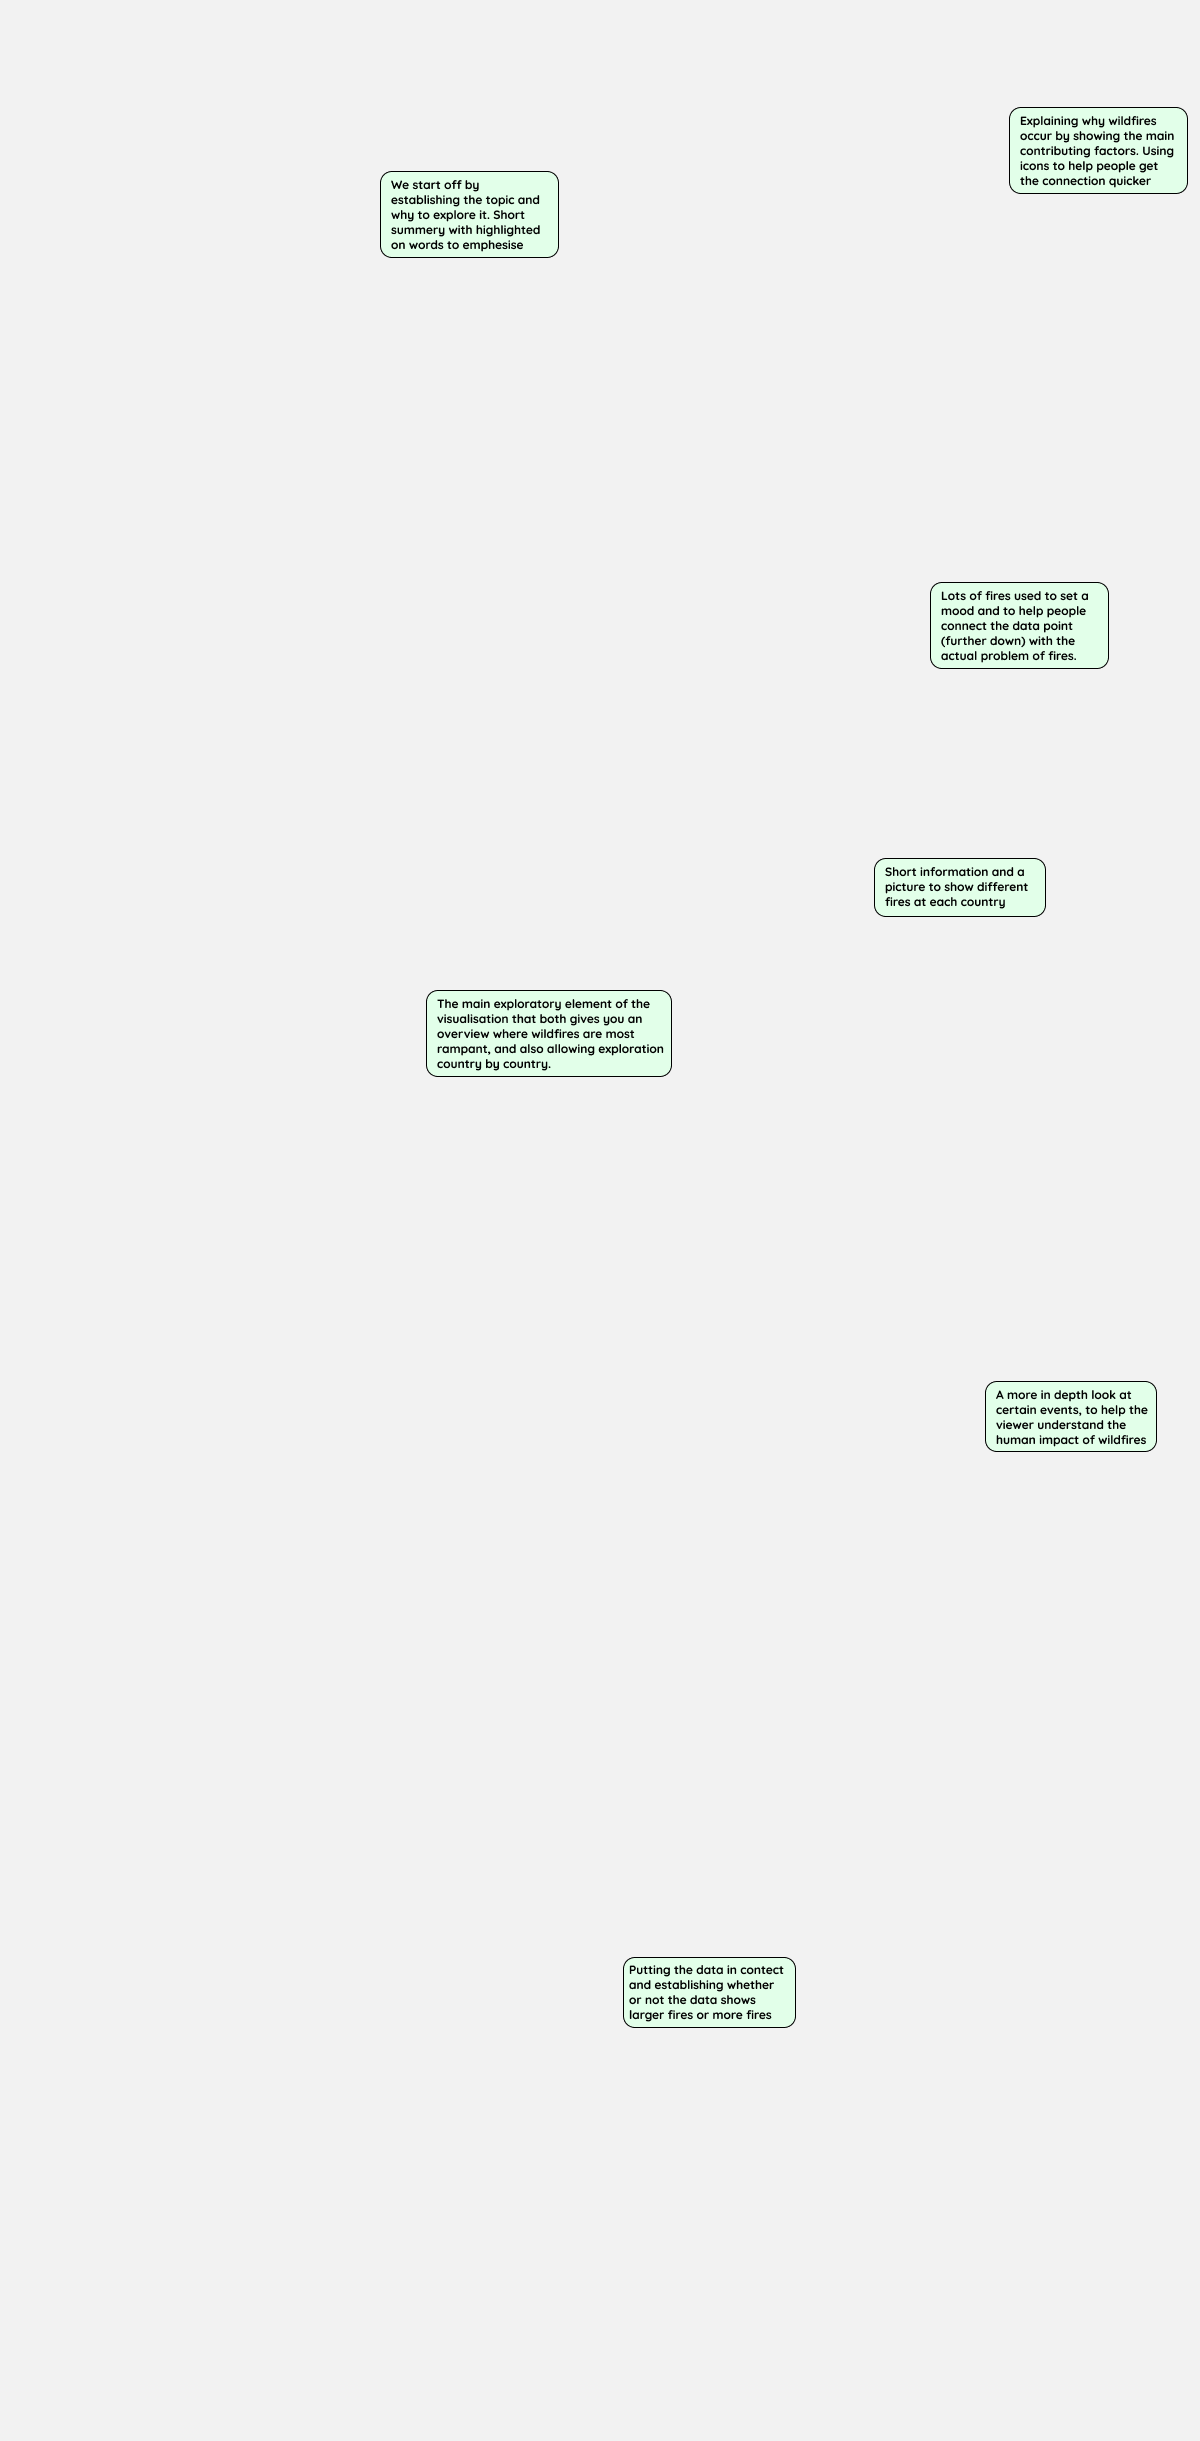 Explaining why wildfires
occur by showing the main
contributing factors. Using
icons to help people get
the connection quicker
We start off by
establishing the topic and
why to explore it. Short
summery with highlighted
on words to emphesise
Lots of fires used to set a
mood and to help people
connect the data point
(further down) with the
actual problem of fires.
Short information and a
picture to show different
fires at each country
The main exploratory element of the
visualisation that both gives you an
overview where wildfires are most
rampant, and also allowing exploration
country by country.
A more in depth look at
certain events, to help the
viewer understand the
human impact of wildfires
Putting the data in contect
and establishing whether
or not the data shows
larger fires or more fires